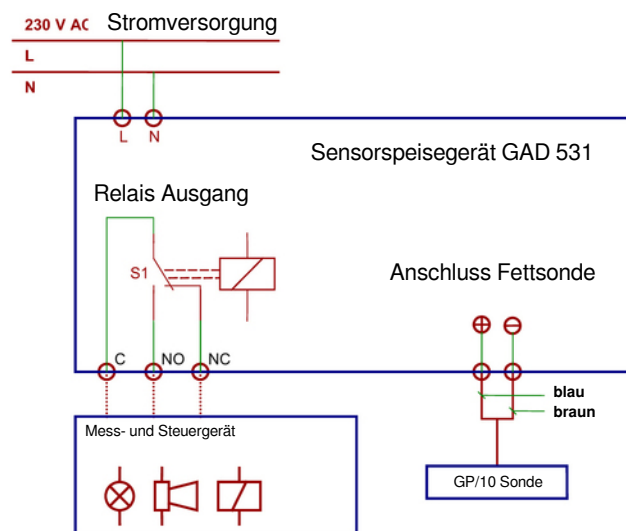 230 V AC Stromversorgung
L
N
L N
Sensorspeisegerät GAD 531
Relais Ausgang
S1
Anschluss Fettsonde
C NO NC
blau
braun
Mess- und Steuergerät
GP/10 Sonde